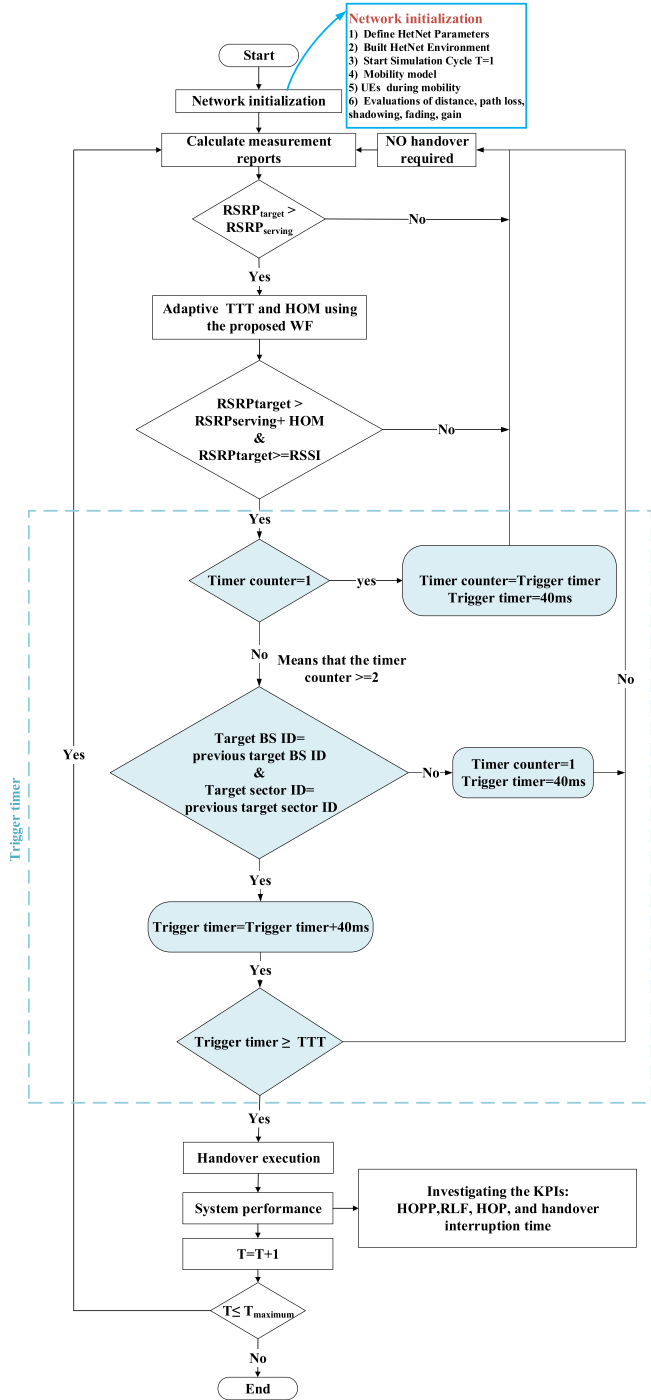 Network initialization
1) Define HetNet Parameters
2) Built HetNet Environment
3) Start Simulation Cycle T=1
4) Mobility model
5) UEs during mobility
6) Evaluations of distance, path loss,
shadowing, fading, gain
Start
Network initialization
Calculate measurement
reports
NO handover
required
RSRPtarget >
RSRPserving
No
Yes
Adaptive TTT and HOM using
the proposed WF
RSRPtarget >
RSRPserving+ HOM
&
RSRPtarget>=RSSI
No
Yes
Timer counter=1
yes
Timer counter=Trigger timer
Trigger timer=40ms
No
Means that the timer
counter >=2
No
Target BS ID=
previous target BS ID
&
Target sector ID=
previous target sector ID
No
Timer counter=1
Trigger timer=40ms
Yes
Trigger timer
Yes
Trigger timer=Trigger timer+40ms
Yes
Trigger timer ≥ TTT
Yes
Handover execution
System performance
Investigating the KPIs:
HOPP,RLF, HOP, and handover
interruption time
T=T+1
T≤ Tmaximum
No
End